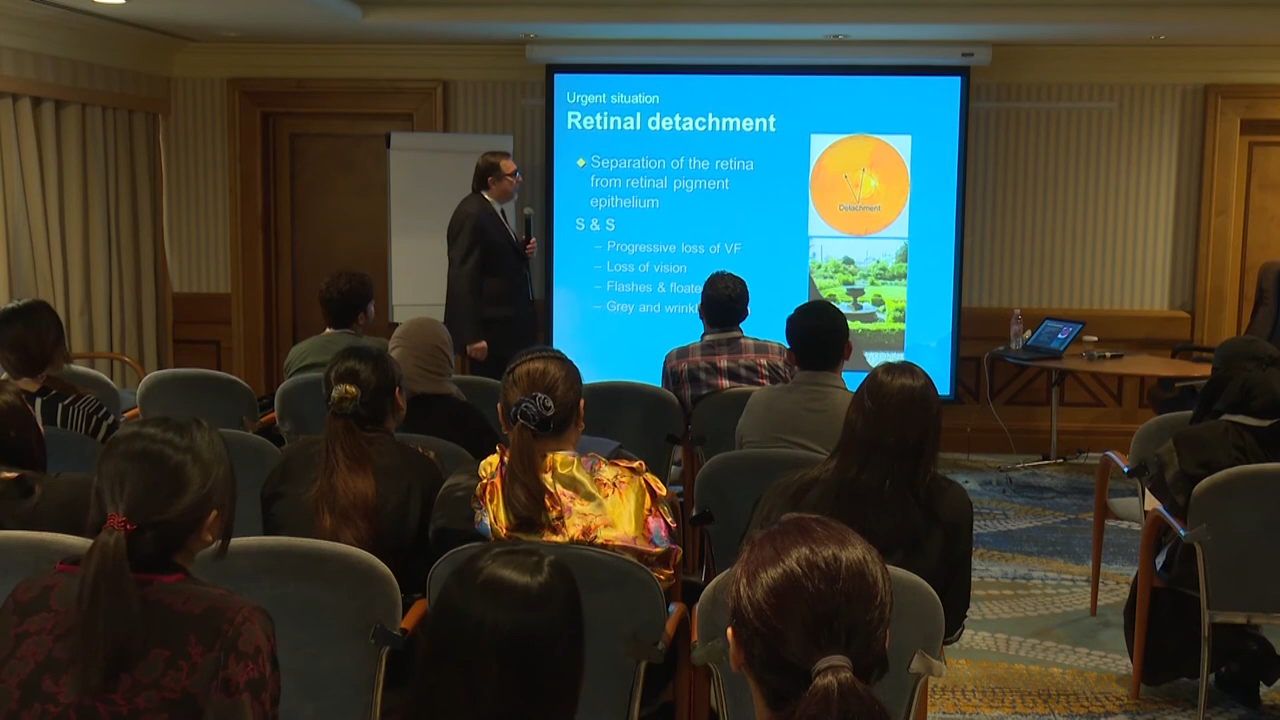 Urgent situation
Retinal detachment
Separation of the retina
from retinal pigment
epithelium
S & S
– Progressive loss of VF
– Loss of vision
– Flashes & floate
– Grey and wrinkl
Detachment